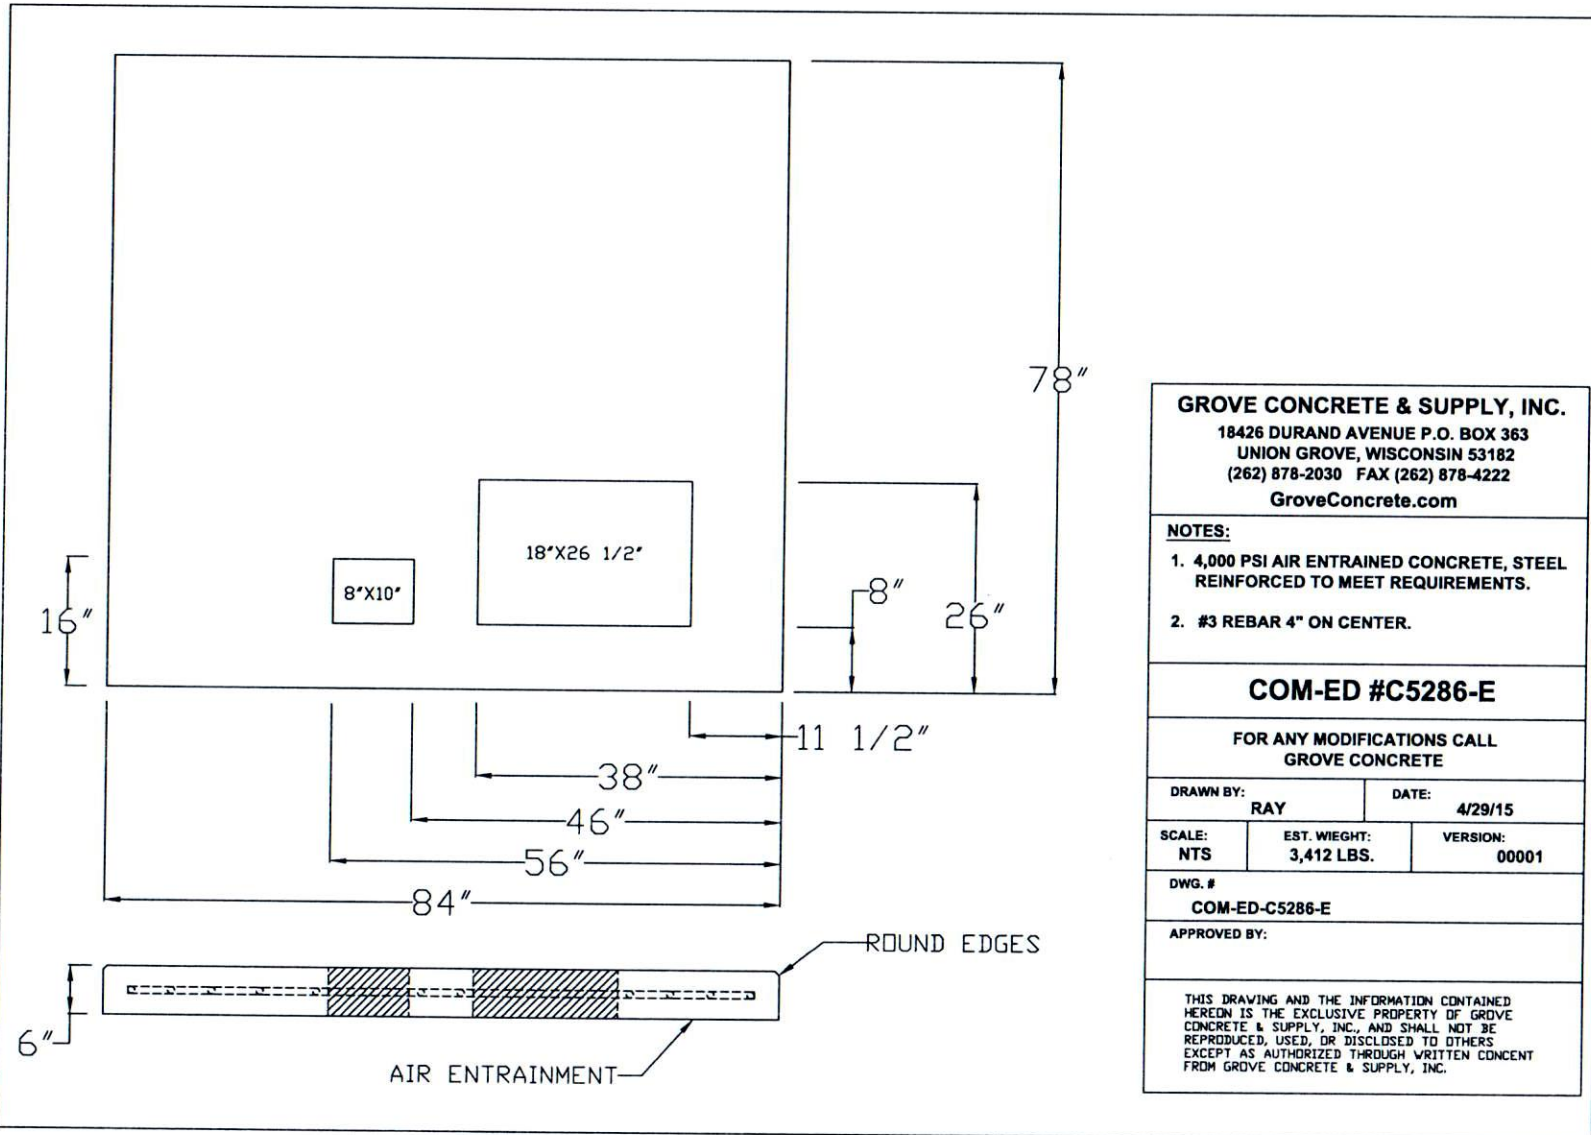 78"
18"X26 1/2"
8"X10"
16"
8"
26"
11 1/2"
38"
46"
56"
84"
ROUND EDGES
6"
AIR ENTRAINMENT
GROVE CONCRETE & SUPPLY, INC.
18426 DURAND AVENUE P.O. BOX 363
UNION GROVE, WISCONSIN 53182
(262) 878-2030 FAX (262) 878-4222
GroveConcrete.com
NOTES:
1. 4,000 PSI AIR ENTRAINED CONCRETE, STEEL
REINFORCED TO MEET REQUIREMENTS.
2. #3 REBAR 4" ON CENTER.
COM-ED #C5286-E
FOR ANY MODIFICATIONS CALL
GROVE CONCRETE
DRAWN BY:
RAY
DATE:
4/29/15
SCALE:
NTS
EST. WIEGHT:
3,412 LBS.
VERSION:
00001
DWG. #
COM-ED-C5286-E
APPROVED BY:
THIS DRAWING AND THE INFORMATION CONTAINED
HEREON IS THE EXCLUSIVE PROPERTY OF GROVE
CONCRETE & SUPPLY, INC., AND SHALL NOT BE
REPRODUCED, USED, OR DISCLOSED TO OTHERS
EXCEPT AS AUTHORIZED THROUGH WRITTEN CONCENT
FROM GROVE CONCRETE & SUPPLY, INC.